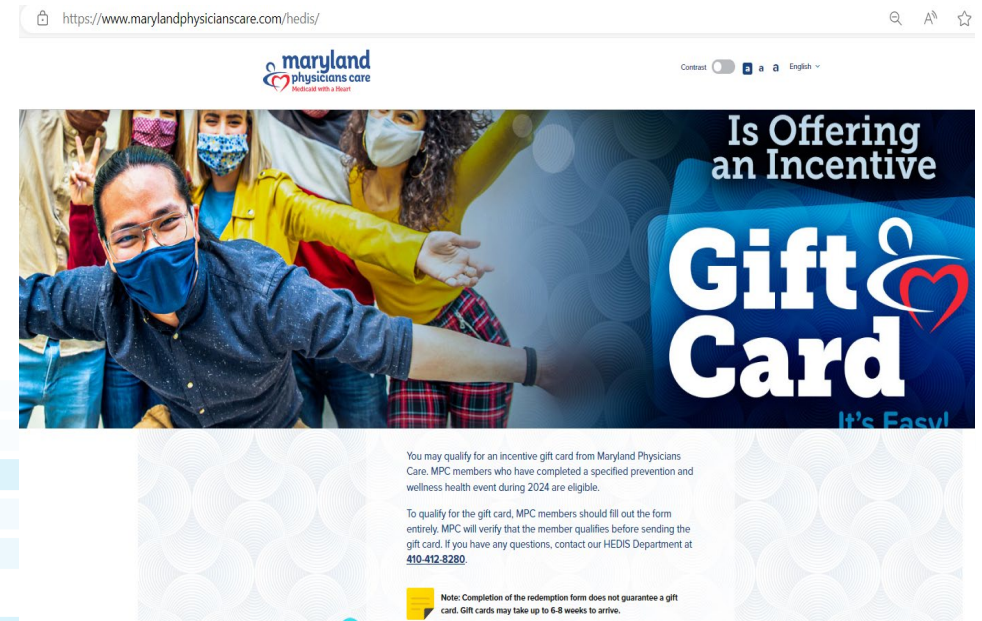 https://www.marylandphysicianscare.com/hedis/
maryland
physicians care
Medicaid with a Heart
Contrast a a a English
Is Offering
an Incentive
Gift
Card
It's Easy!
You may qualify for an incentive gift card from Maryland Physicians
Care. MPC members who have completed a specified prevention and
wellness health event during 2024 are eligible.
To qualify for the gift card, MPC members should fill out the form
entirely. MPC will verify that the member qualifies before sending the
gift card. If you have any questions, contact our HEDIS Department at
410-412-8280.
Note: Completion of the redemption form does not guarantee a gift
card. Gift cards may take up to 6-8 weeks to arrive.